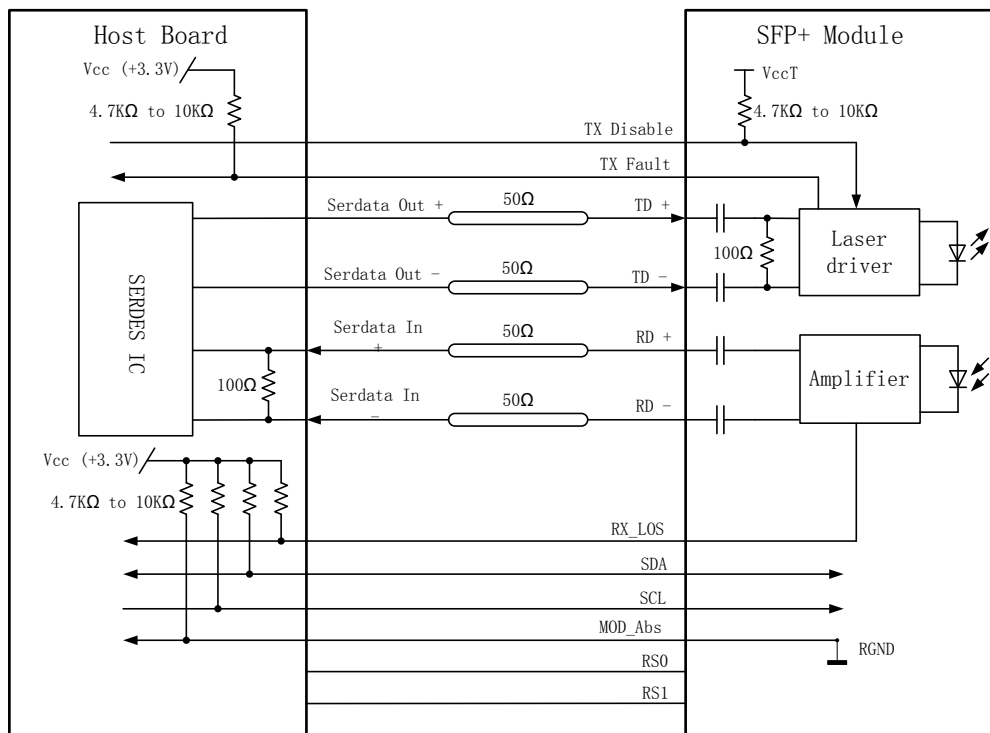 Host Board
SFP+ Module
Vcc (+3.3V)
VccT
4.7KΩ to 10KΩ
4.7KΩ to 10KΩ
TX Disable
TX Fault
Serdata Out +
50Ω
TD +
100Ω
Laser
driver
Serdata Out -
50Ω
TD -
SERDES IC
Serdata In
+
50Ω
RD +
100Ω
Amplifier
Serdata In
-
50Ω
RD -
Vcc (+3.3V)
4.7KΩ to 10KΩ
RX_LOS
SDA
SCL
MOD_Abs
RGND
RS0
RS1